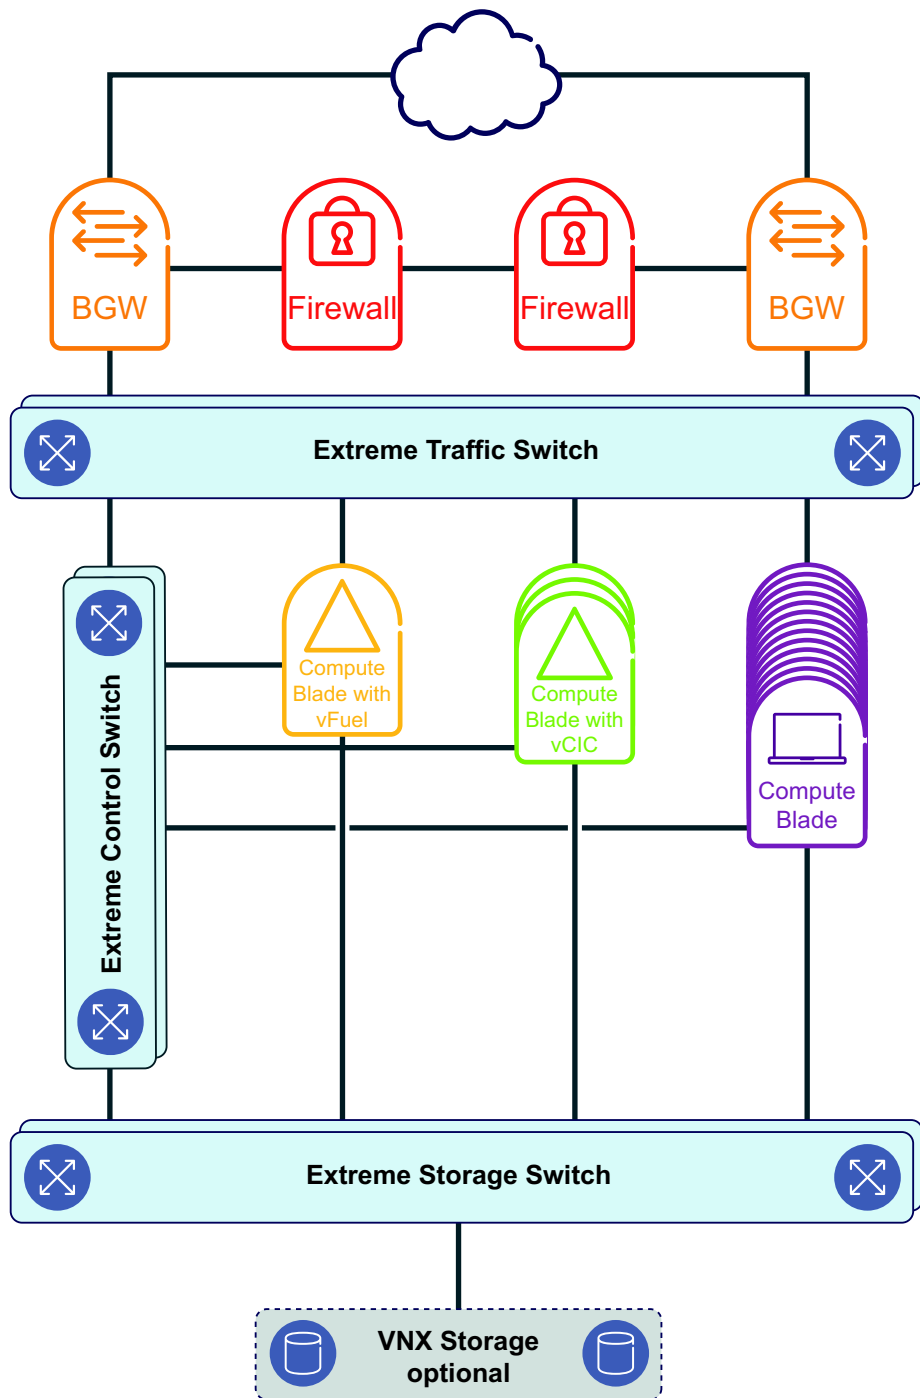 BGW
Firewall
Firewall
BGW
Extreme Traffic Switch
Extreme Control Switch
Compute
Blade with
vFuel
Compute
Blade with
vCIC
Compute
Blade
Extreme Storage Switch
VNX Storage
optional